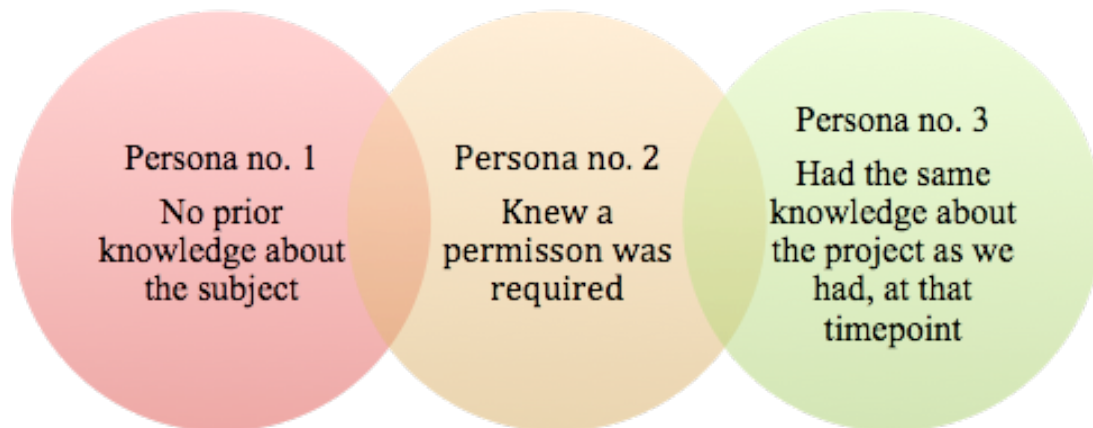 Persona no. 1
No prior
knowledge about
the subject
Persona no. 2
Knew a
permisson was
required
Persona no. 3
Had the same
knowledge about
the project as we
had, at that
timepoint